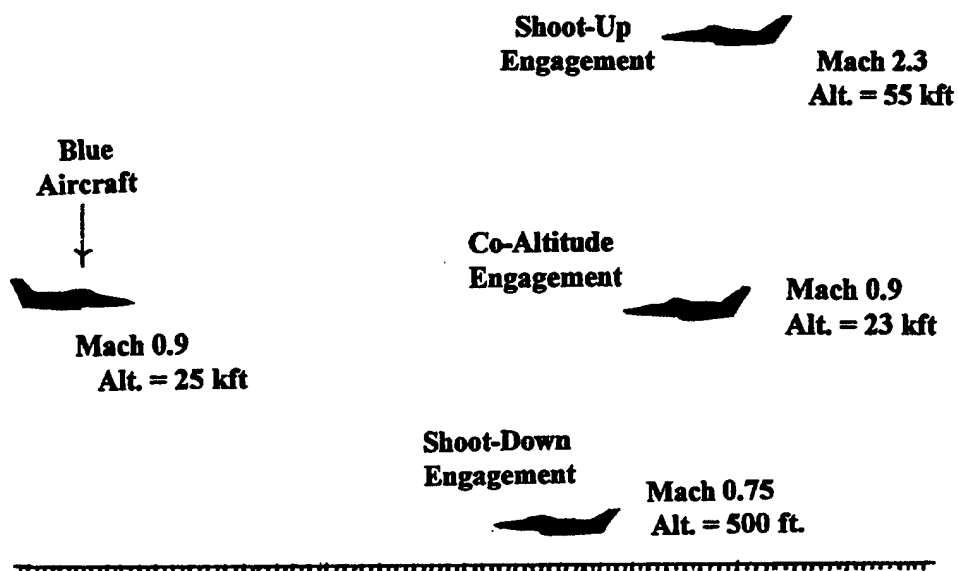 Shoot-Up
Engagement
Mach 2.3
Alt. = 55 kft
Blue
Aircraft
Co-Altitude
Engagement
Mach 0.9
Alt. = 23 kft
Mach 0.9
Alt. = 25 kft
Shoot-Down
Engagement
Mach 0.75
Alt. = 500 ft.